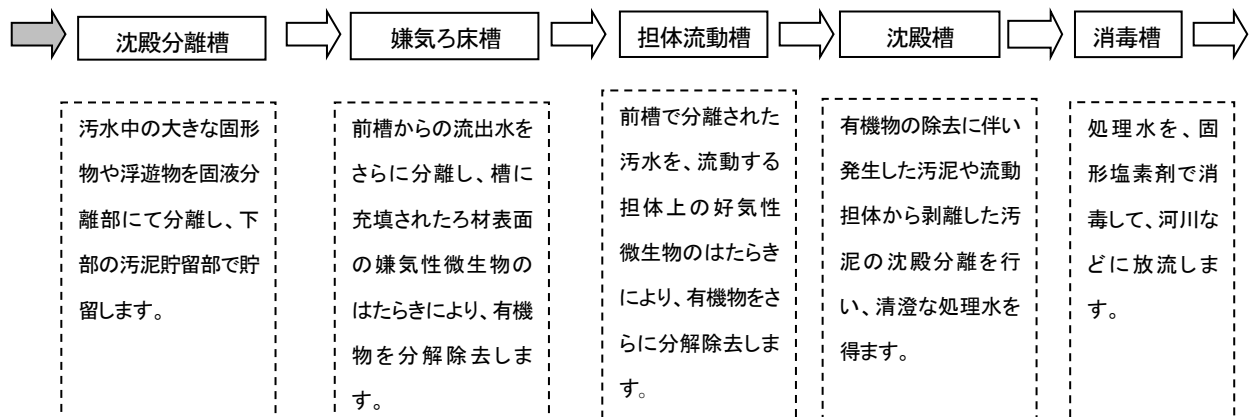 沈殿分離槽
嫌気ろ床槽
担体流動槽
沈殿槽
消毒槽
汚水中の大きな固形
物や浮遊物を固液分
離部にて分離し、下
部の汚泥貯留部で貯
留します。
前槽からの流出水を
さらに分離し、槽に
充填されたろ材表面
の嫌気性微生物の
はたらきにより、有機
物を分解除去しま
す。
前槽で分離された
汚水を、流動する
担体上の好気性
微生物のはたらき
により、有機物をさ
らに分解除去しま
す。
有機物の除去に伴い
発生した汚泥や流動
担体から剥離した汚
泥の沈殿分離を行
い、清澄な処理水を
得ます。
処理水を、固
形塩素剤で消
毒して、河川な
どに放流しま
す。